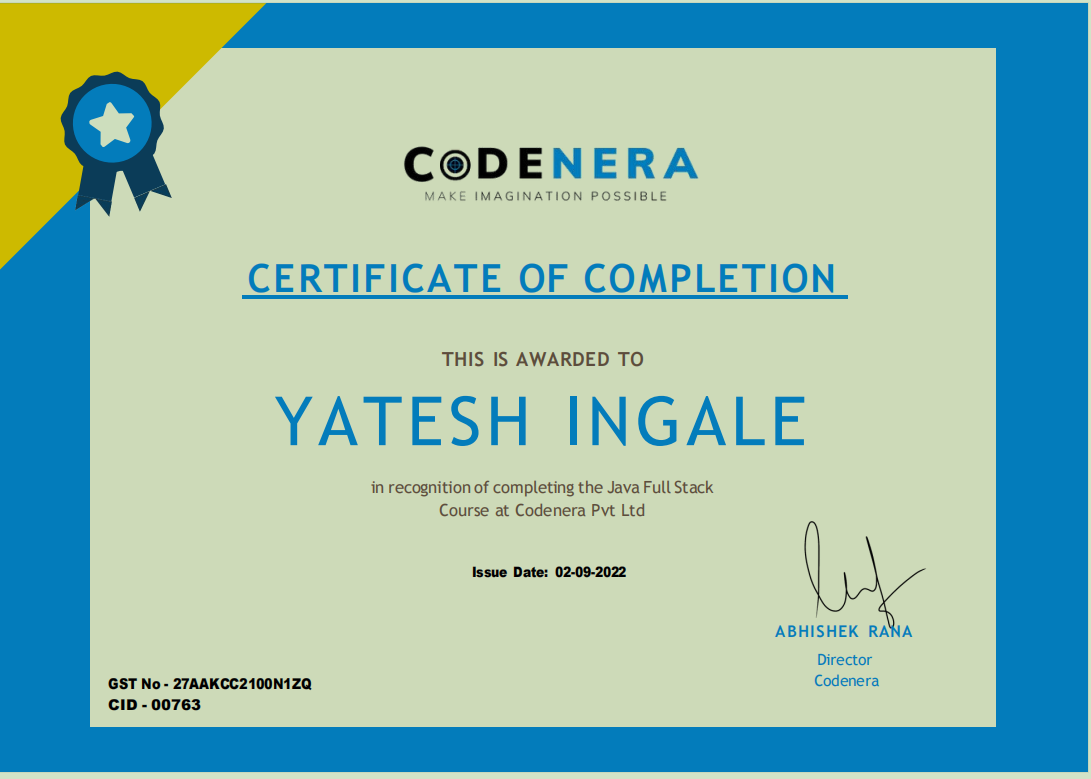 CODENERA
MAKE IMAGINATION POSSIBLE
CERTIFICATE OF COMPLETION
THIS IS AWARDED TO
YATESH INGALE
in recognition of completing the Java Full Stack
Course at Codenera Pvt Ltd
Issue Date: 02-09-2022
ABHISHEK RANA
Director
Codenera
GST No - 27AAKCC2100N1ZQ
CID - 00763